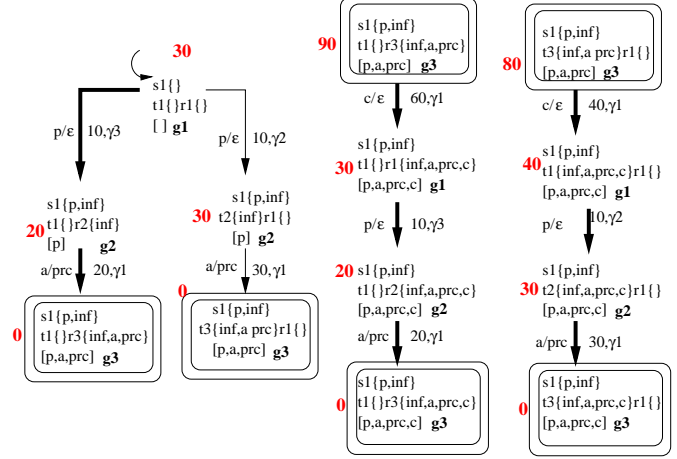 30
s1{}
t1{}r1{}
[ ] g1
p/ε 10,γ3
p/ε 10,γ2
s1{p,inf}
20 t1{}r2{inf}
[p] g2
s1{p,inf}
30 t2{inf}r1{}
[p] g2
a/prc 20,γ1
a/prc 30,γ1
s1{p,inf}
0 t1{}r3{inf,a,prc}
[p,a,prc] g3
0
s1{p,inf}
t3{inf,a prc}r1{}
[p,a,prc] g3
s1{p,inf}
90 t1{}r3{inf,a,prc}
[p,a,prc] g3
c/ε 60,γ1
s1{p,inf}
30 t1{}r1{inf,a,prc,c}
[p,a,prc,c] g1
p/ε 10,γ3
20 s1{p,inf}
t1{}r2{inf,a,prc,c}
[p,a,prc,c] g2
a/prc 20,γ1
s1{p,inf}
0 t1{}r3{inf,a,prc,c}
[p,a,prc,c] g3
s1{p,inf}
t3{inf,a prc}r1{}
80 [p,a,prc] g3
c/ε 40,γ1
s1{p,inf}
40 t1{inf,a,prc,c}r1{}
[p,a,prc,c] g1
p/ε 10,γ2
s1{p,inf}
30 t2{inf,a,prc,c}r1{}
[p,a,prc,c] g2
a/prc 30,γ1
s1{p,inf}
0 t3{inf,a,prc,c}r1{}
[p,a,prc,c] g3